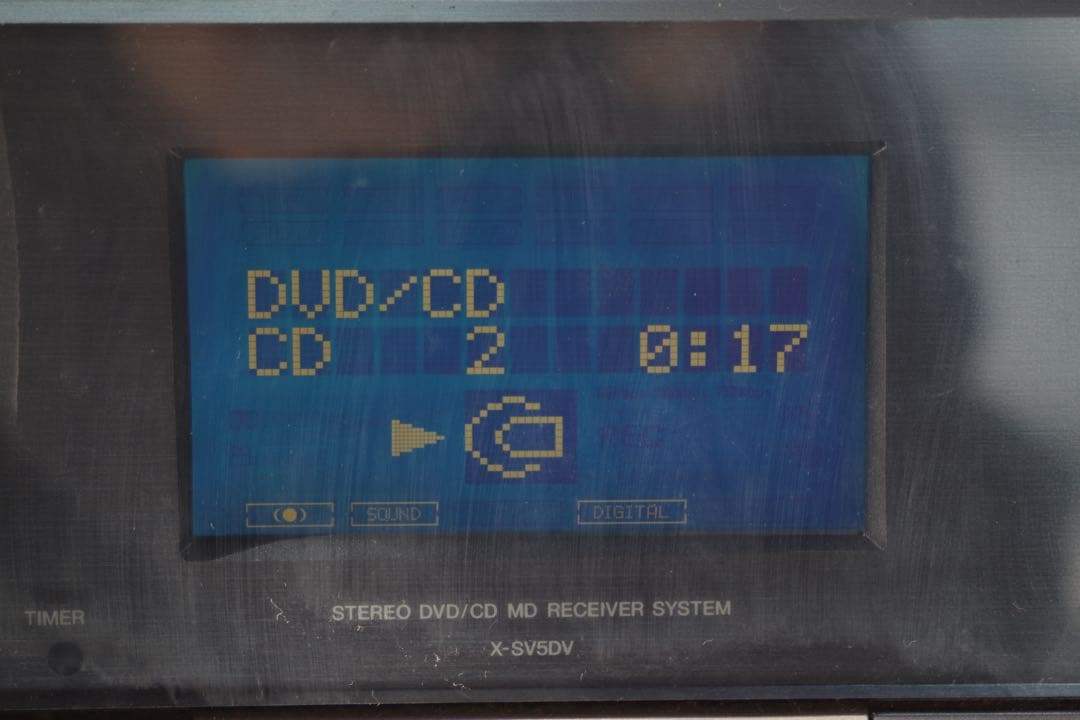 DVD/CD
CD 2 0:17
SOUND DIGITAL
TIMER
STEREO DVD/CD MD RECEIVER SYSTEM
X-SV5DV